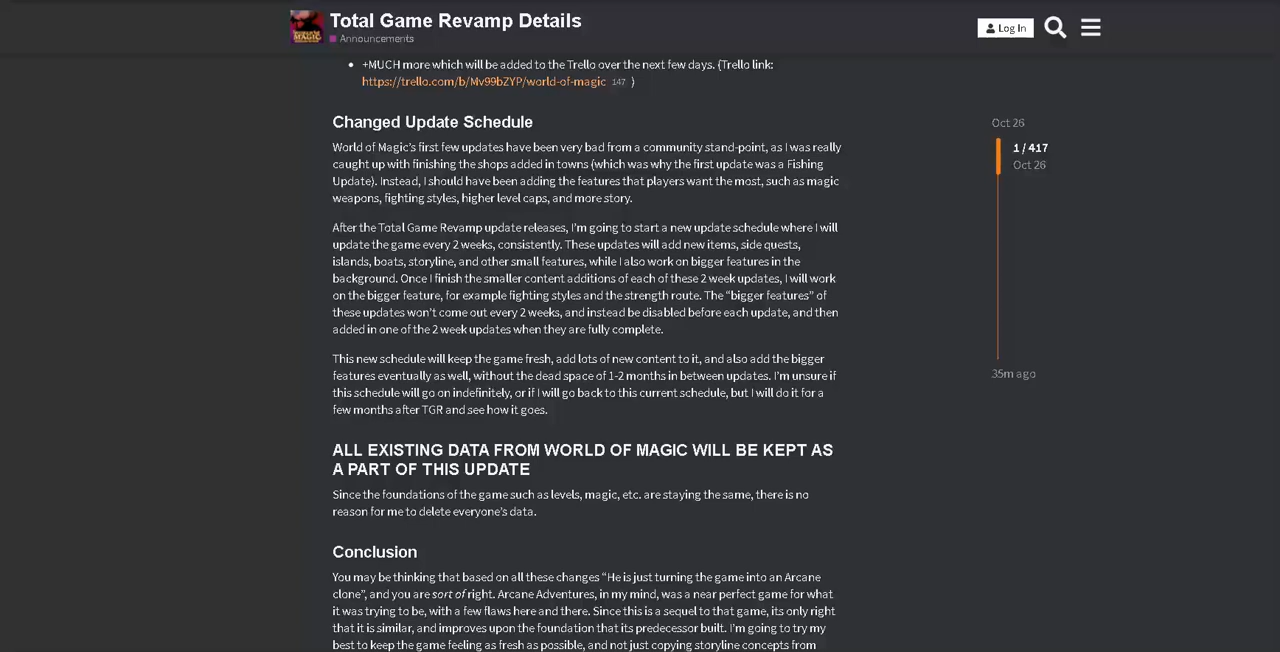 Total Game Revamp Details
Announcements
Log In
+MUCH more which will be added to the Trello over the next few days. (Trello link:
https://trello.com/b/Mv99bZYP/world-of-magic 147 )
Changed Update Schedule
World of Magic's first few updates have been very bad from a community stand-point, as I was really
caught up with finishing the shops added in towns (which was why the first update was a Fishing
Update). Instead, I should have been adding the features that players want the most, such as magic
weapons, fighting styles, higher level caps, and more story.
After the Total Game Revamp update releases, I'm going to start a new update schedule where I will
update the game every 2 weeks, consistently. These updates will add new items, side quests,
islands, boats, storyline, and other small features, while I also work on bigger features in the
background. Once I finish the smaller content additions of each of these 2 week updates, I will work
on the bigger feature, for example fighting styles and the strength route. The “bigger features” of
these updates won't come out every 2 weeks, and instead be disabled before each update, and then
added in one of the 2 week updates when they are fully complete.
This new schedule will keep the game fresh, add lots of new content to it, and also add the bigger
features eventually as well, without the dead space of 1-2 months in between updates. I'm unsure if
this schedule will go on indefinitely, or if I will go back to this current schedule, but I will do it for a
few months after TGR and see how it goes.
ALL EXISTING DATA FROM WORLD OF MAGIC WILL BE KEPT AS
A PART OF THIS UPDATE
Since the foundations of the game such as levels, magic, etc. are staying the same, there is no
reason for me to delete everyone's data.
Conclusion
You may be thinking that based on all these changes “He is just turning the game into an Arcane
clone”, and you are sort of right. Arcane Adventures, in my mind, was a near perfect game for what
it was trying to be, with a few flaws here and there. Since this is a sequel to that game, its only right
that it is similar, and improves upon the foundation that its predecessor built. I'm going to try my
best to keep the game feeling as fresh as possible, and not just copying storyline concepts from
Oct 26
1 / 417
Oct 26
35m ago